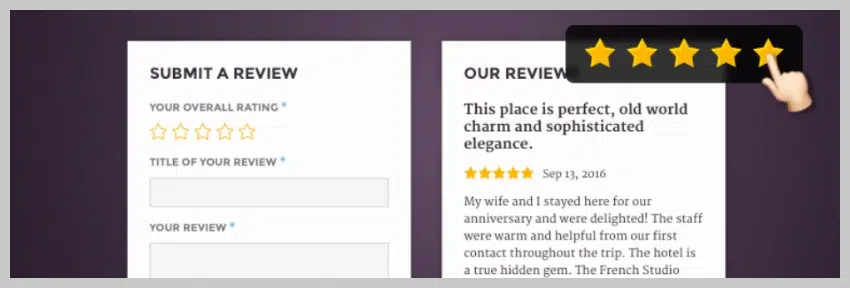 SUBMIT A REVIEW
YOUR OVERALL RATING *
TITLE OF YOUR REVIEW *
YOUR REVIEW *
OUR REVIEW
This place is perfect, old world
charm and sophisticated
elegance.
Sep 13, 2016
My wife and I stayed here for our
anniversary and were delighted! The staff
were warm and helpful from our first
contact throughout the trip. The hotel is
a true hidden gem. The French Studio